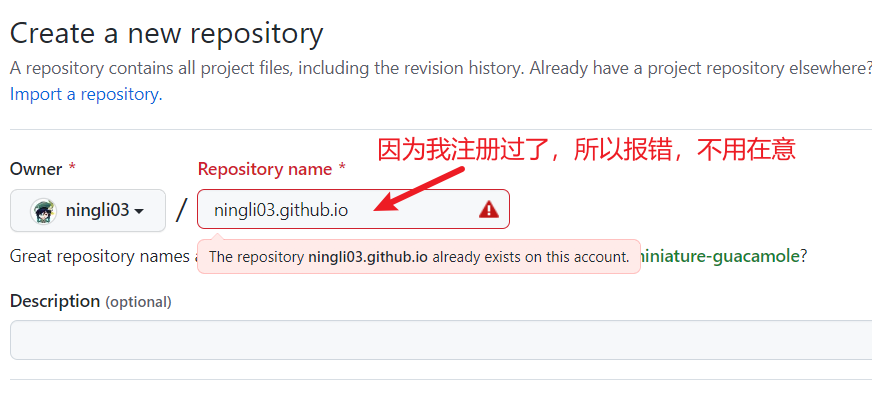 Create a new repository
A repository contains all project files, including the revision history. Already have a project repository elsewhere?
Import a repository.
因为我注册过了，所以报错，不用在意
Owner * Repository name *
ningli03 / ningli03.github.io
The repository ningli03.github.io already exists on this account.
Great repository names guacamole?
Description (optional)